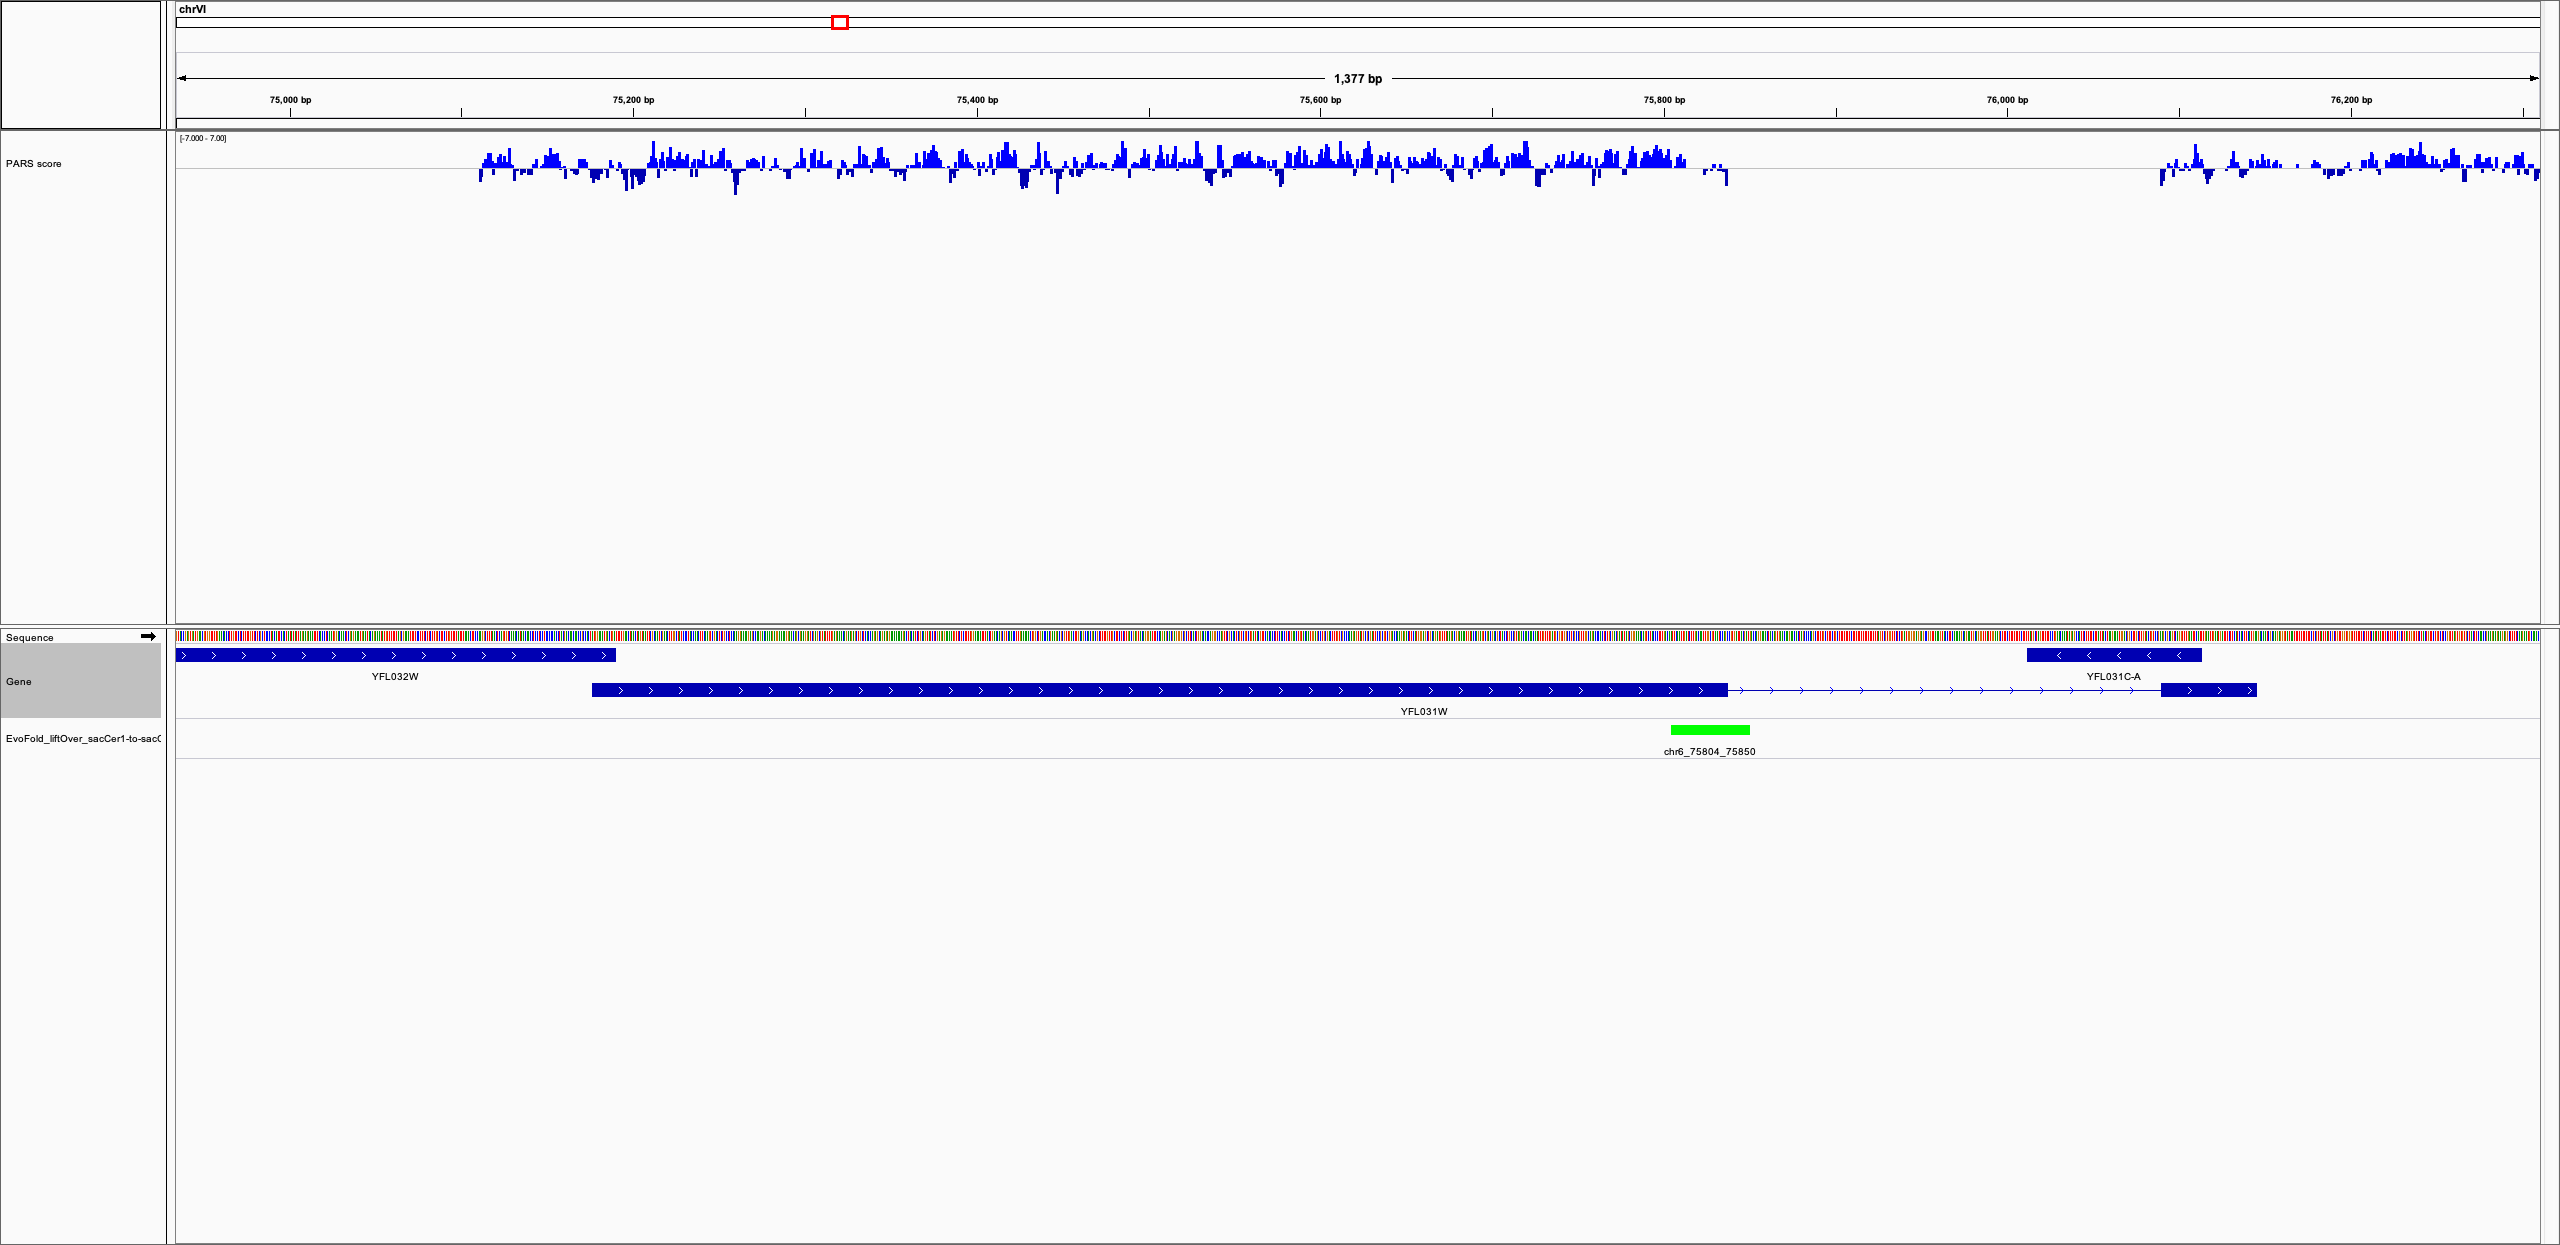 chrVI
1,377 bp
75,000 bp
75,200 bp
75,400 bp
75,600 bp
75,800 bp
76,000 bp
76,200 bp
[-7.000 - 7.00]
PARS score
Sequence
Gene
YFL032W
YFL031C-A
YFL031W
EvoFold_liftOver_sacCer1-to-sac
chr6_75804_75850